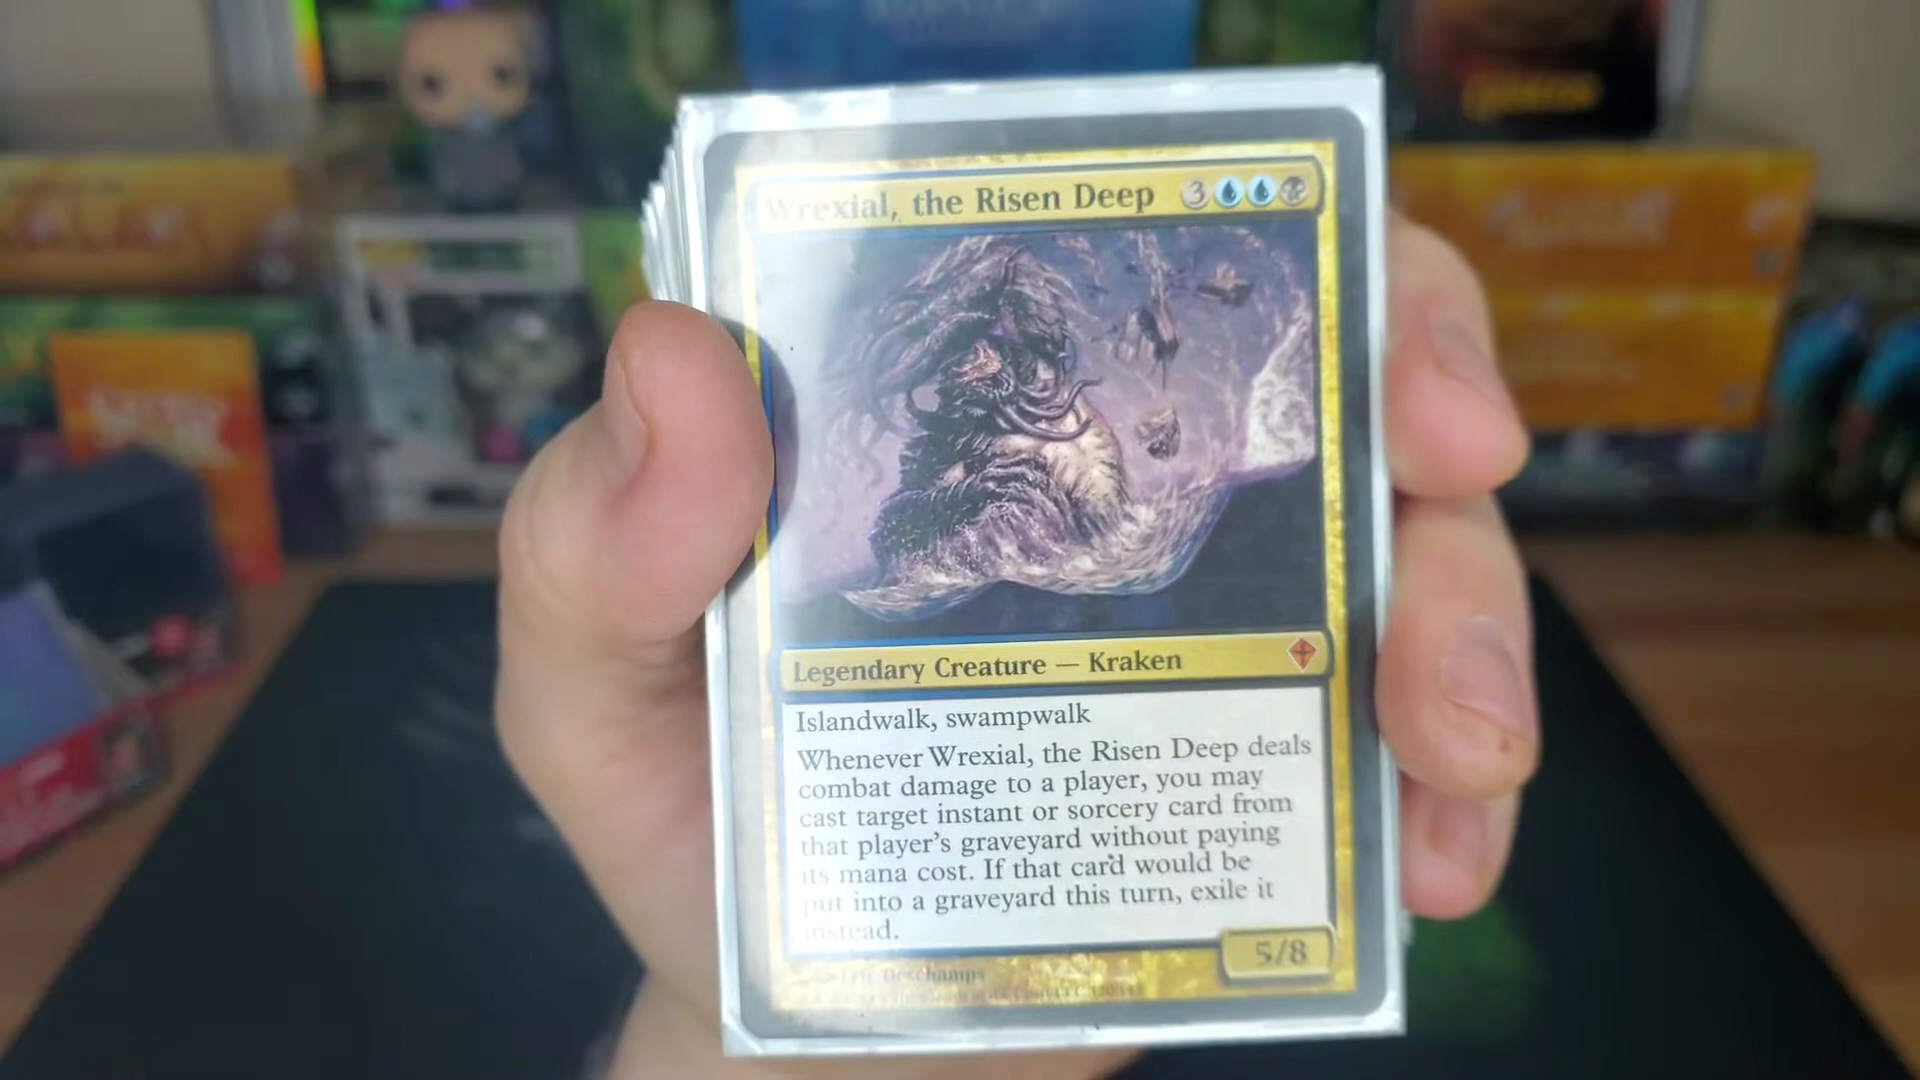 Wrexial, the Risen Deep 3
Legendary Creature — Kraken
Islandwalk, swampwalk
Whenever Wrexial, the Risen Deep deals
combat damage to a player, you may
cast target instant or sorcery card from
that player's graveyard without paying
its mana cost. If that card would be
put into a graveyard this turn, exile it
instead.
5/8
Eric Deschamps